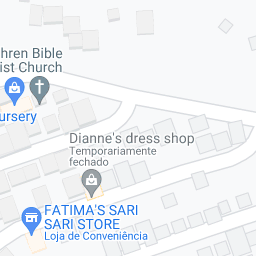 hren Bible
ist Church
ursery
Dianne's dress shop
Temporariamente
fechado
FATIMA'S SARI
SARI STORE
Loja de Conveniência